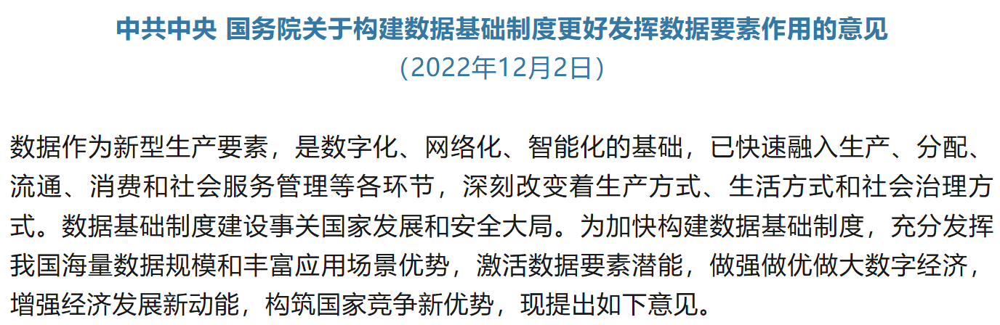 中共中央 国务院关于构建数据基础制度更好发挥数据要素作用的意见
（2022年12月2日）
数据作为新型生产要素，是数字化、网络化、智能化的基础，已快速融入生产、分配、
流通、消费和社会服务管理等各环节，深刻改变着生产方式、生活方式和社会治理方
式。数据基础制度建设事关国家发展和安全大局。为加快构建数据基础制度，充分发挥
我国海量数据规模和丰富应用场景优势，激活数据要素潜能，做强做优做大数字经济，
增强经济发展新动能，构筑国家竞争新优势，现提出如下意见。